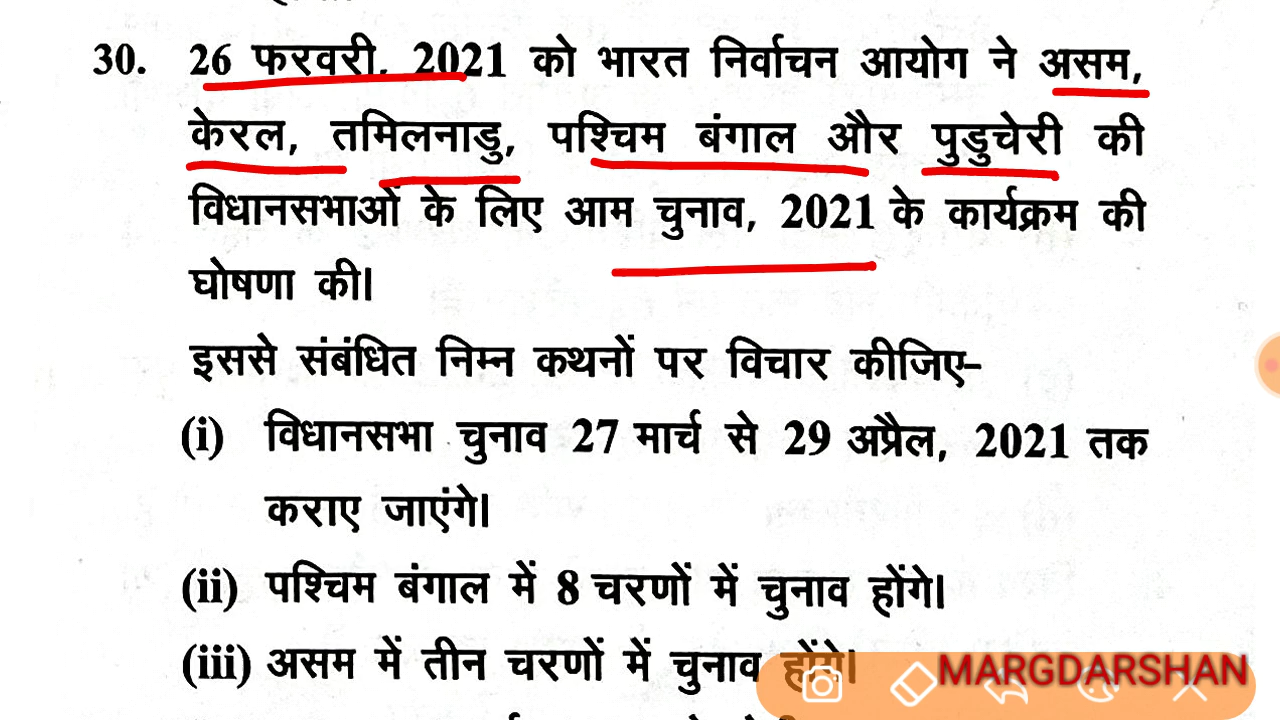 30. 26 फरवरी, 2021 को भारत निर्वाचन आयोग ने असम,
केरल, तमिलनाडु, पश्चिम बंगाल और पुडुचेरी की
विधानसभाओं के लिए आम चुनाव, 2021 के कार्यक्रम की
घोषणा की।
इससे संबंधित निम्न कथनों पर विचार कीजिए–
(i) विधानसभा चुनाव 27 मार्च से 29 अप्रैल, 2021 तक
कराए जाएंगे।
(ii) पश्चिम बंगाल में 8 चरणों में चुनाव होंगे।
(iii) असम में तीन चरणों में चुनाव होंगे।
MARGDARSHAN